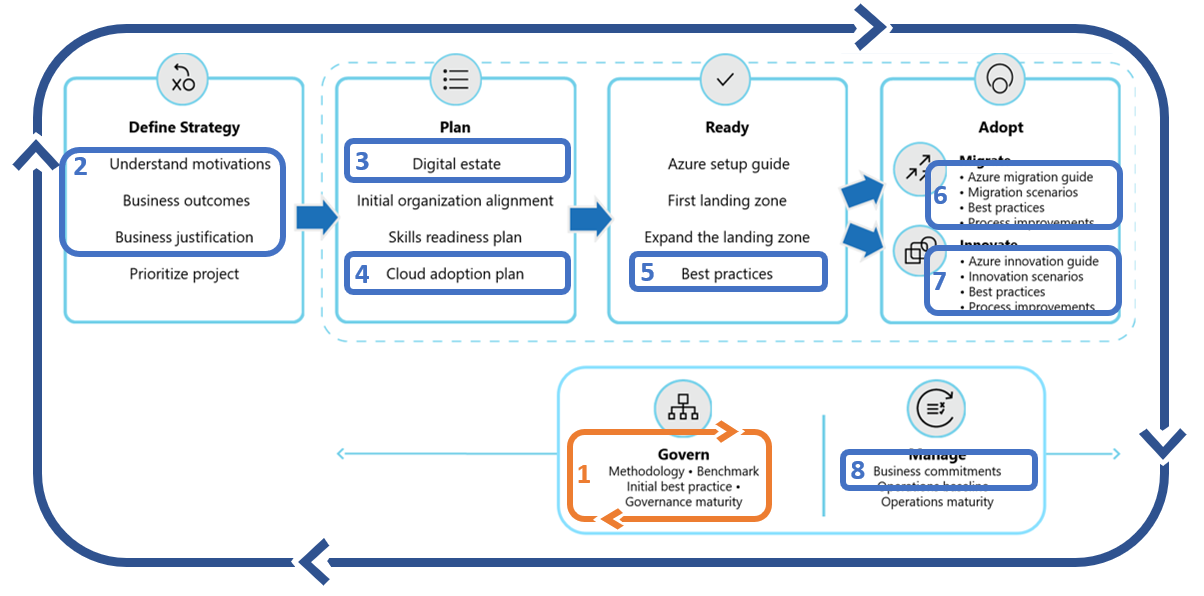 Define Strategy
2
Understand motivations
Business outcomes
Business justification
Prioritize project
Plan
3
Digital estate
Initial organization alignment
Skills readiness plan
4
Cloud adoption plan
Ready
Azure setup guide
First landing zone
Expand the landing zone
5
Best practices
Adopt
Migrate
6
• Azure migration guide
• Migration scenarios
• Best practices
• Process improvements
Innovate
7
• Azure innovation guide
• Innovation scenarios
• Best practices
• Process improvements
1
Govern
Methodology • Benchmark
Initial best practice •
Governance maturity
Manage
8
Business commitments
Operations baseline
Operations maturity